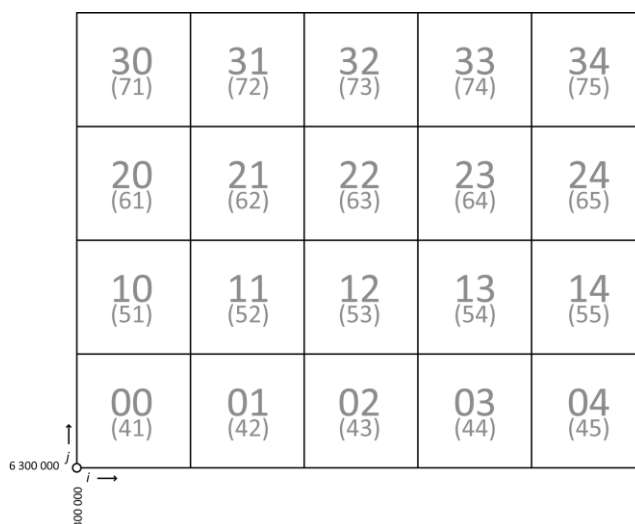 30 31 32 33 34
(71) (72) (73) (74) (75)
20 21 22 23 24
(61) (62) (63) (64) (65)
10 11 12 13 14
(51) (52) (53) (54) (55)
00 01 02 03 04
(41) (42) (43) (44) (45)
j
6 300 000
i
000